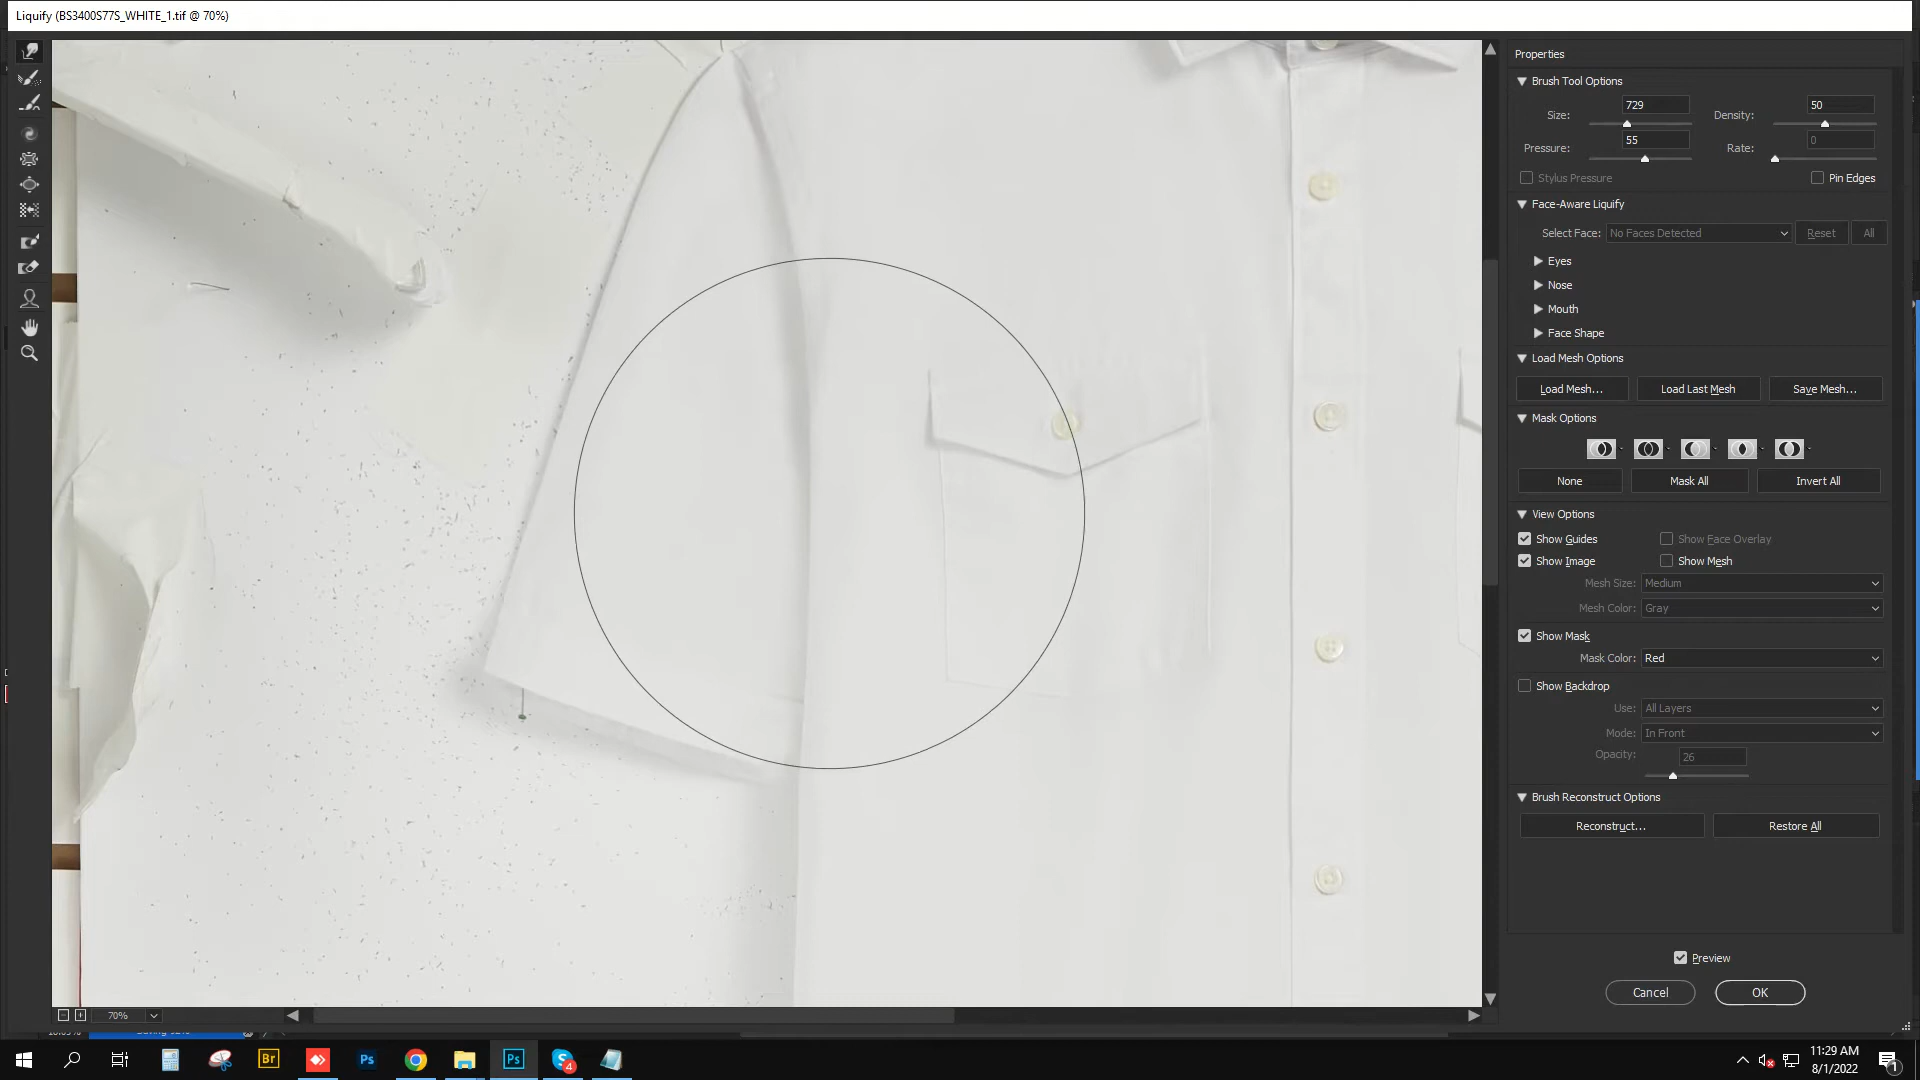 Liquify (BS3400S77S_WHITE_1.tif @ 70%)
Properties
Brush Tool Options
Size:
729
Density:
50
Pressure:
55
Rate:
0
Stylus Pressure
Pin Edges
Face-Aware Liquify
Select Face:
No Faces Detected
Reset
All
Eyes
Nose
Mouth
Face Shape
Load Mesh Options
Load Mesh...
Load Last Mesh
Save Mesh...
Mask Options
None
Mask All
Invert All
View Options
Show Guides
Show Face Overlay
Show Image
Show Mesh
Mesh Size:
Medium
Mesh Color:
Gray
Show Mask
Mask Color:
Red
Show Backdrop
Use:
All Layers
Mode:
In Front
Opacity:
26
Brush Reconstruct Options
Reconstruct...
Restore All
Preview
Cancel
OK
70%
Br
Ps
Ps
4
11:29 AM
8/1/2022
1